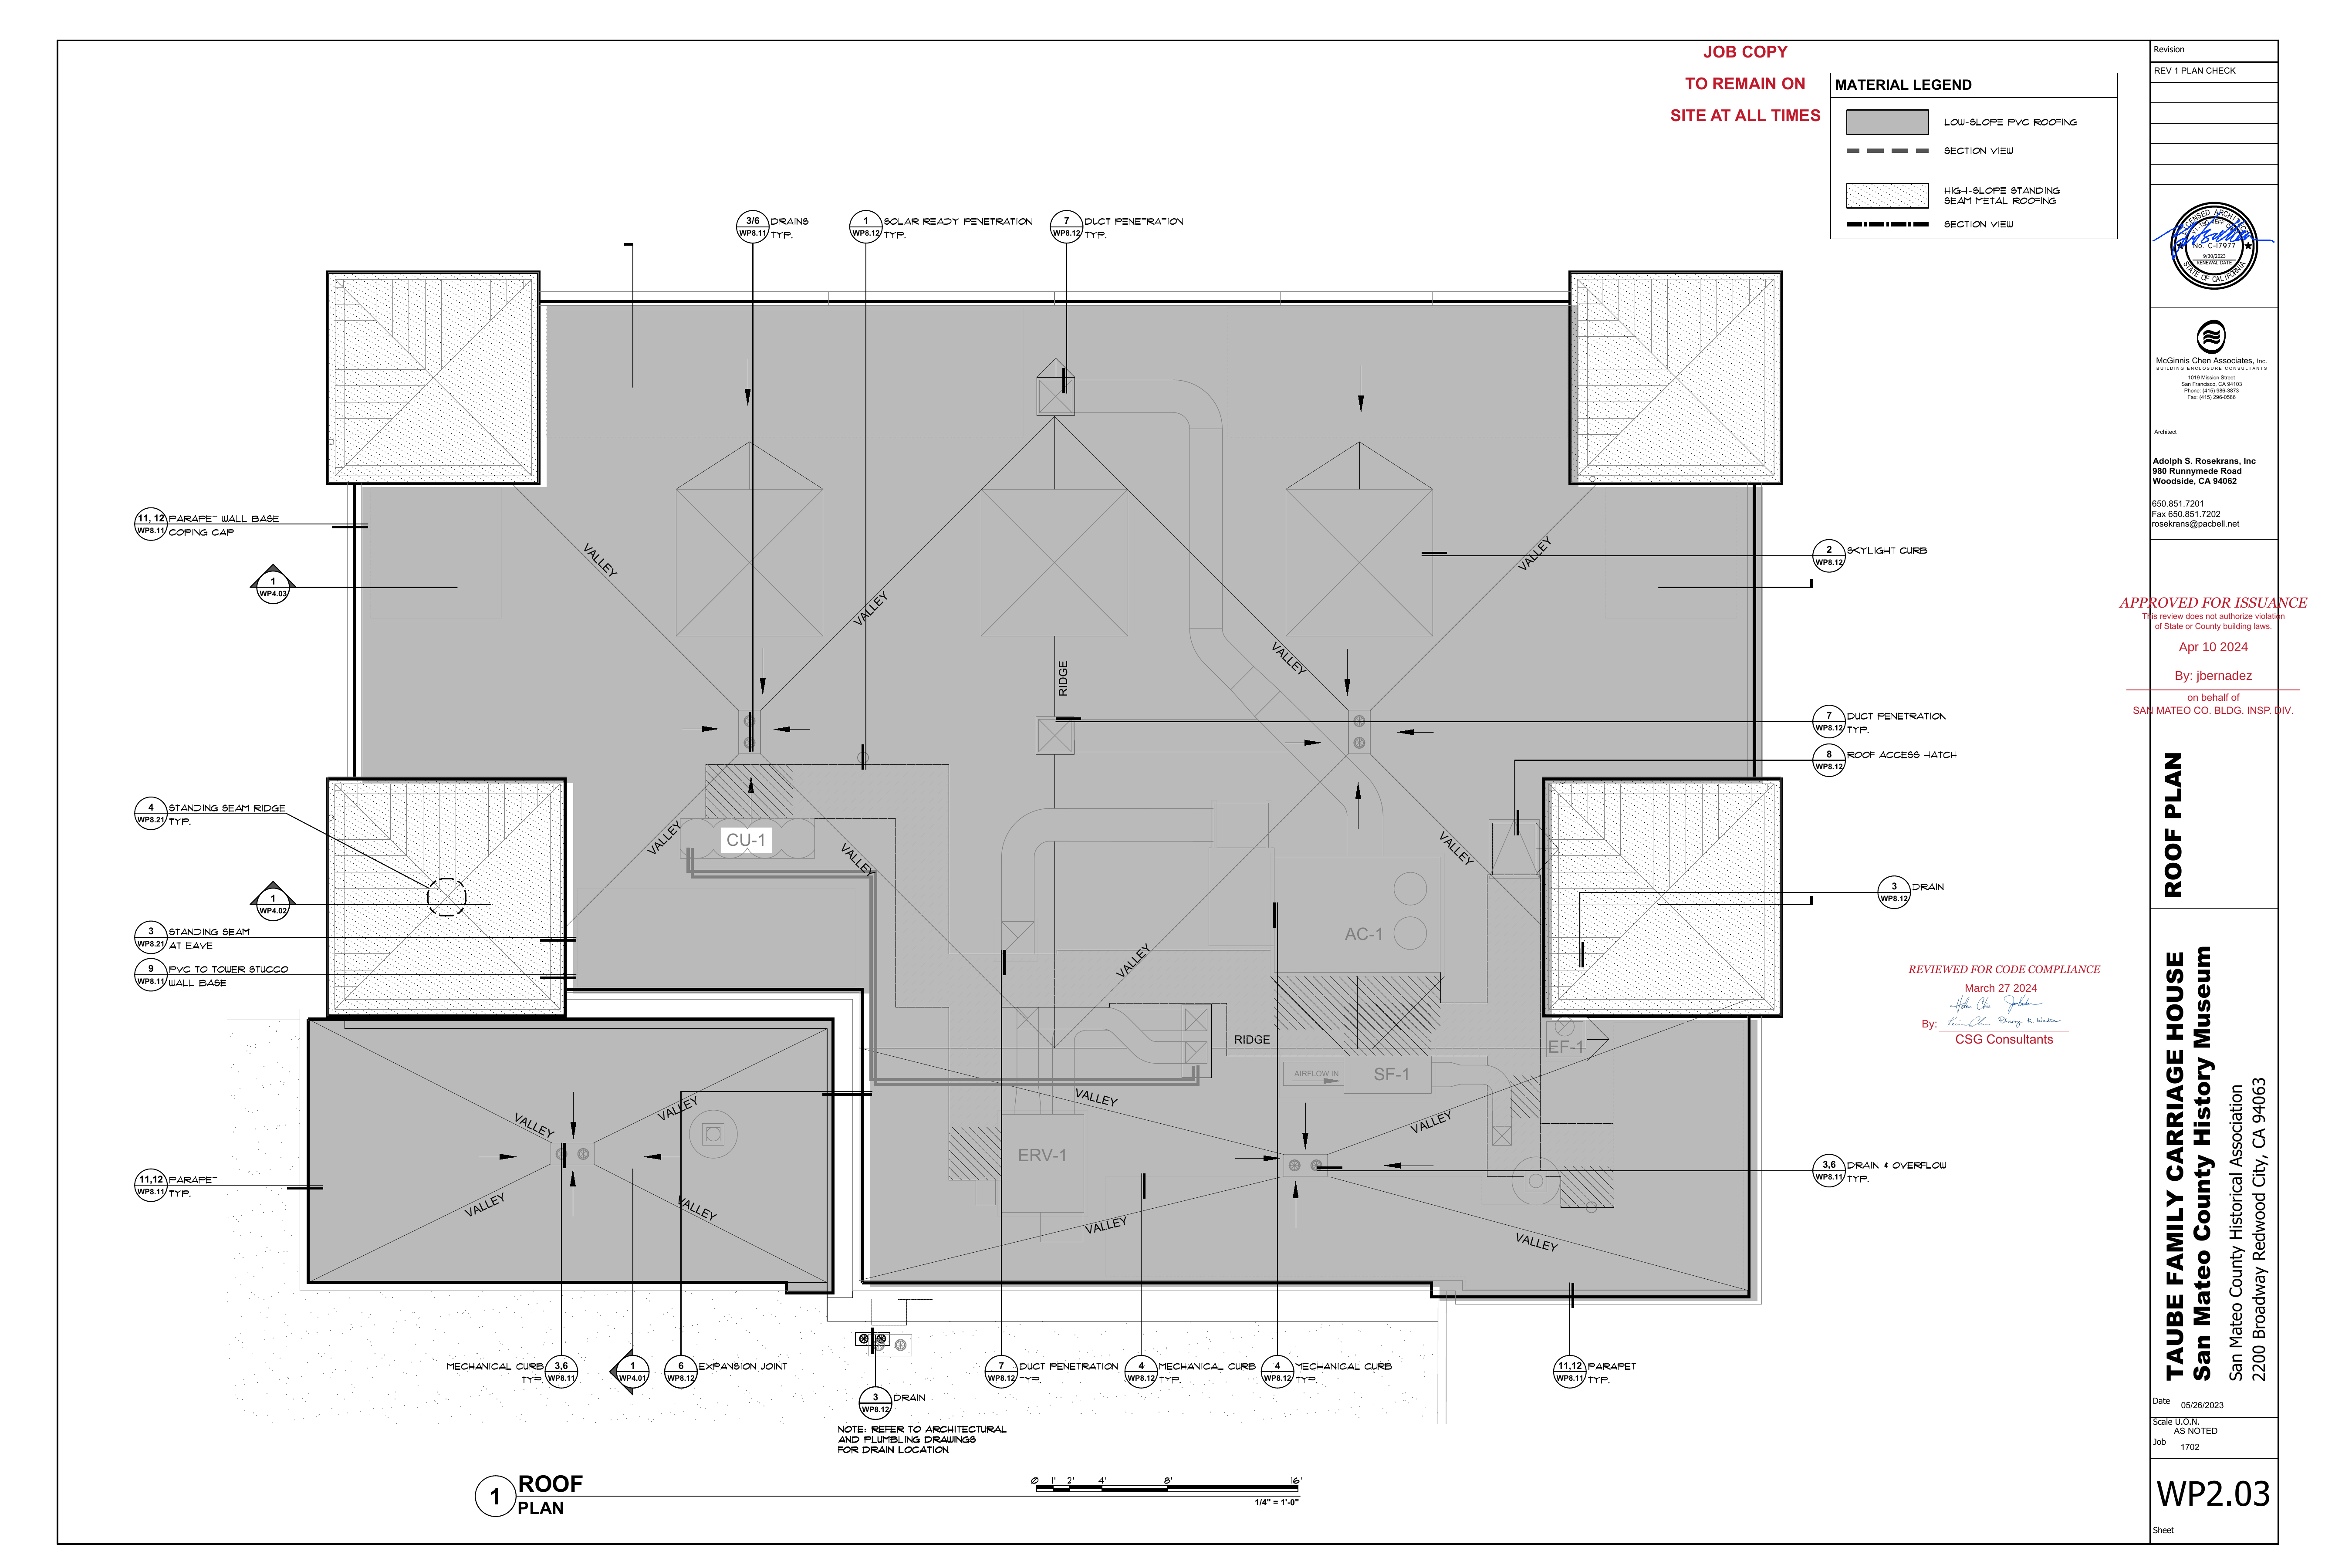 JOB COPY
TO REMAIN ON
SITE AT ALL TIMES
MATERIAL LEGEND
LOW-SLOPE PVC ROOFING
SECTION VIEW
HIGH-SLOPE STANDING
SEAM METAL ROOFING
SECTION VIEW
3/6
WP8.11
DRAINS
TYP.
1
WP8.12
SOLAR READY PENETRATION
TYP.
7
WP8.12
DUCT PENETRATION
TYP.
11, 12
WP8.11
PARAPET WALL BASE
COPING CAP
1
WP4.03
4
WP8.21
STANDING SEAM RIDGE
TYP.
1
WP4.02
3
WP8.21
STANDING SEAM
AT EAVE
9
WP8.11
PVC TO TOWER STUCCO
WALL BASE
11,12
WP8.11
PARAPET
TYP.
VALLEY
VALLEY
VALLEY
VALLEY
RIDGE
VALLEY
VALLEY
VALLEY
VALLEY
CU-1
AC-1
RIDGE
EF-1
AIRFLOW IN
SF-1
ERV-1
VALLEY
VALLEY
VALLEY
VALLEY
VALLEY
VALLEY
VALLEY
VALLEY
2
WP8.12
SKYLIGHT CURB
7
WP8.12
DUCT PENETRATION
TYP.
8
WP8.12
ROOF ACCESS HATCH
3
WP8.12
DRAIN
3,6
WP8.11
DRAIN & OVERFLOW
TYP.
MECHANICAL CURB
TYP.
3,6
WP8.11
1
WP4.01
6
WP8.12
EXPANSION JOINT
3
WP8.12
DRAIN
NOTE: REFER TO ARCHITECTURAL
AND PLUMBLING DRAWINGS
FOR DRAIN LOCATION
7
WP8.12
DUCT PENETRATION
TYP.
4
WP8.12
MECHANICAL CURB
TYP.
4
WP8.12
MECHANICAL CURB
TYP.
11,12
WP8.11
PARAPET
TYP.
1
ROOF
PLAN
0 1' 2' 4' 8' 16'
1/4" = 1'-0"
REVIEWED FOR CODE COMPLIANCE
March 27 2024
By:
CSG Consultants
Revision
REV 1 PLAN CHECK
No. C-17977
9/30/2023
RENEWAL DATE
STATE OF CALIFORNIA
McGinnis Chen Associates, Inc.
BUILDING ENCLOSURE CONSULTANTS
1019 Mission Street
San Francisco, CA 94103
Phone: (415) 986-3873
Fax: (415) 296-0586
Architect
Adolph S. Rosekrans, Inc
980 Runnymede Road
Woodside, CA 94062
650.851.7201
Fax 650.851.7202
rosekrans@pacbell.net
APPROVED FOR ISSUANCE
This review does not authorize violation
of State or County building laws.
Apr 10 2024
By: jbernadez
on behalf of
SAN MATEO CO. BLDG. INSP. DIV.
ROOF PLAN
TAUBE FAMILY CARRIAGE HOUSE
San Mateo County History Museum
San Mateo County Historical Association
2200 Broadway Redwood City, CA 94063
Date
05/26/2023
Scale U.O.N.
AS NOTED
Job
1702
WP2.03
Sheet